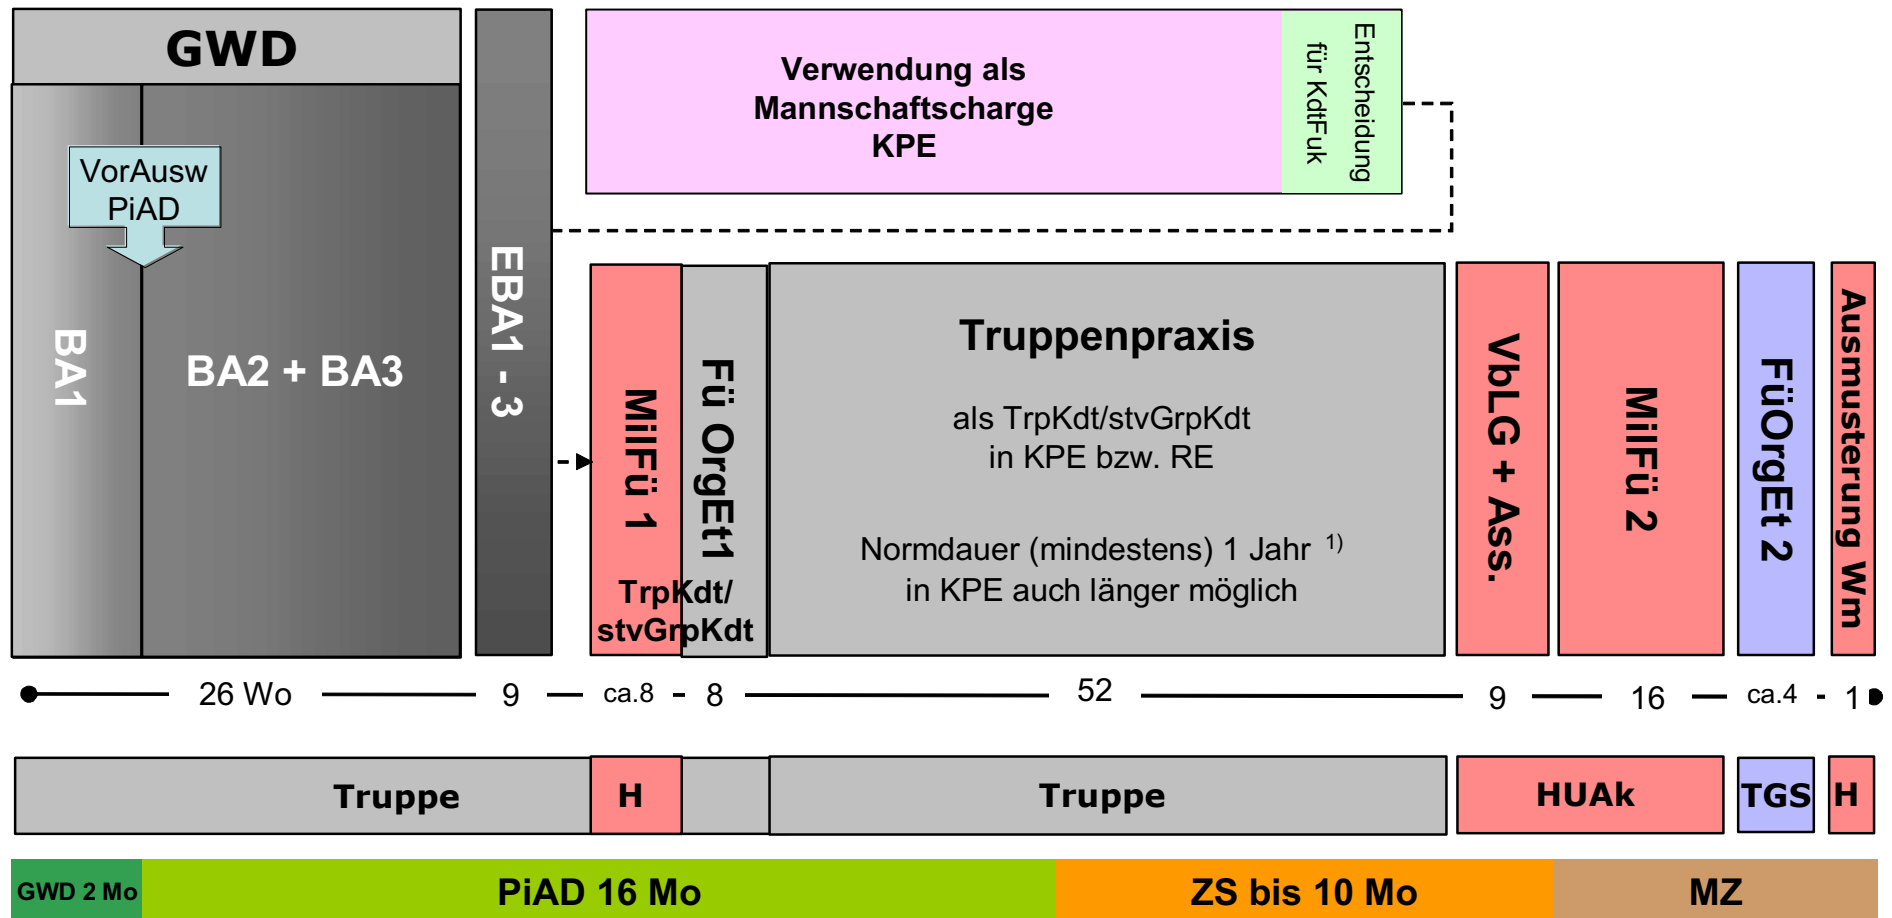 GWD
BA1
VorAusw
PiAD
BA2 + BA3
EBA1 - 3
Verwendung als
Mannschaftscharge
KPE
Entscheidung
für KdtFuk
MilFü 1
Fü OrgEt1
TrpKdt/
stvGrpKdt
Truppenpraxis
als TrpKdt/stvGrpKdt
in KPE bzw. RE
Normdauer (mindestens) 1 Jahr ¹⁾
in KPE auch länger möglich
VbLG + Ass.
MilFü 2
FüOrgEt 2
Ausmusterung Wm
26 Wo 9 ca.8 8 52 9 16 ca.4 1
Truppe H Truppe HUAk TGS H
GWD 2 Mo PiAD 16 Mo ZS bis 10 Mo MZ